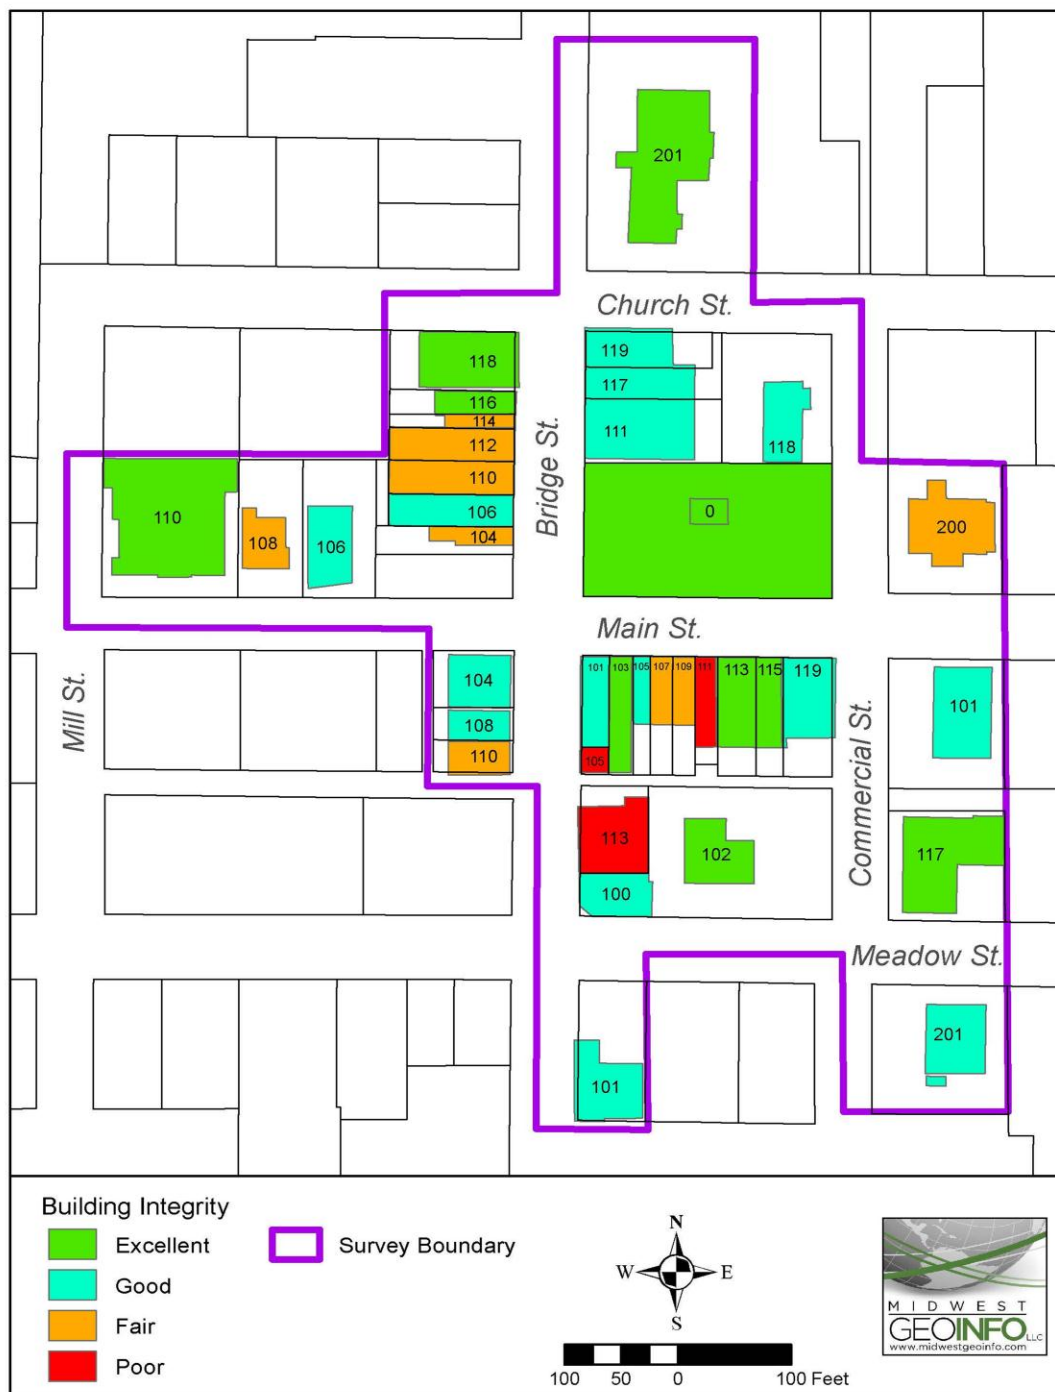 201
Church St.
118
116
114
112
110
106
104
Bridge St.
119
117
111
118
0
110
108
106
200
Main St.
Mill St.
104
108
110
101
103
105
107
109
111
113
115
119
105
Commercial St.
101
113
102
100
117
Meadow St.
101
201
Building Integrity
Excellent
Good
Fair
Poor
Survey Boundary
N
W
E
S
100 50 0 100 Feet
MIDWEST
GEOINFO LLC
www.midwestgeoinfo.com